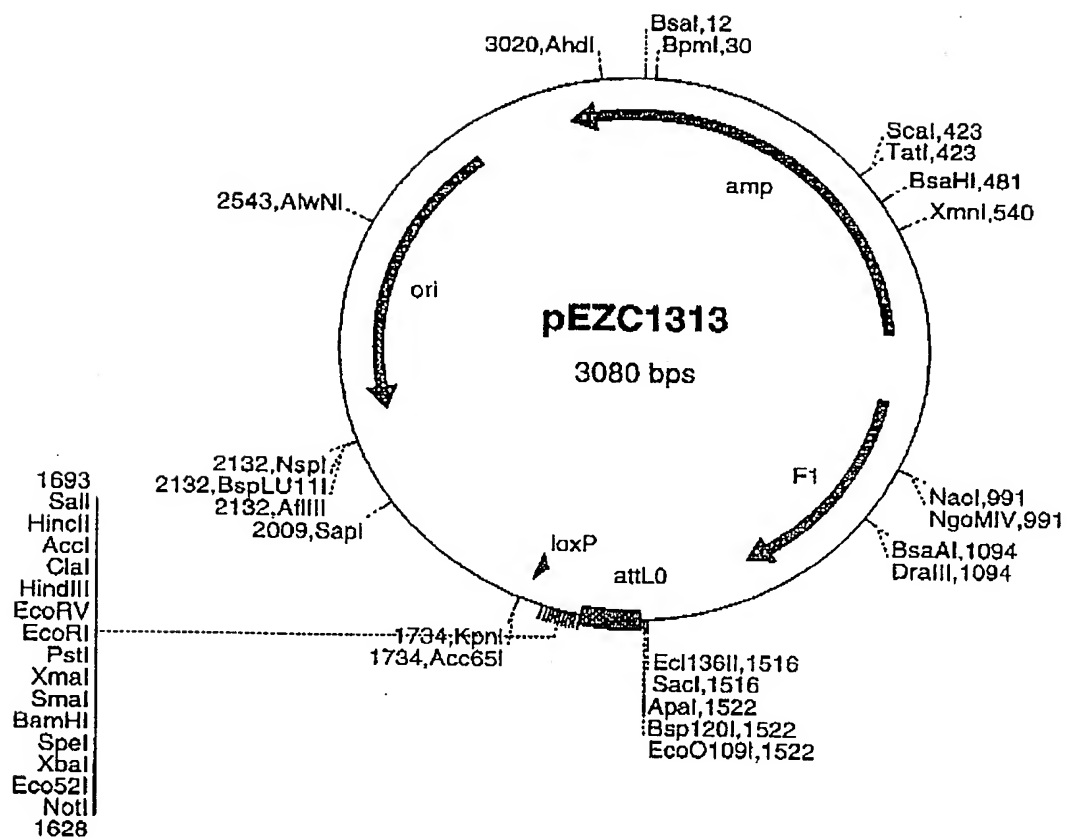 BsaI,12
3020,AhdI
BpmI,30
ScaI,423
TatI,423
amp
BsaHI,481
2543,AlwNI
XmnI,540
ori
pEZC1313
3080 bps
2132,NspI
1693
F1
2132,BspLU11I
NaeI,991
SalI
2132,AflIII
NgoMIV,991
HincII
2009,SapI
AccI
loxP
BsaAI,1094
ClaI
attL0
DraIII,1094
HindIII
EcoRV
EcoRI
1734,KpnI
PstI
1734,Acc65I
Ecl136II,1516
XmaI
SacI,1516
SmaI
ApaI,1522
BamHI
Bsp120I,1522
SpeI
EcoO109I,1522
XbaI
Eco52I
NotI
1628